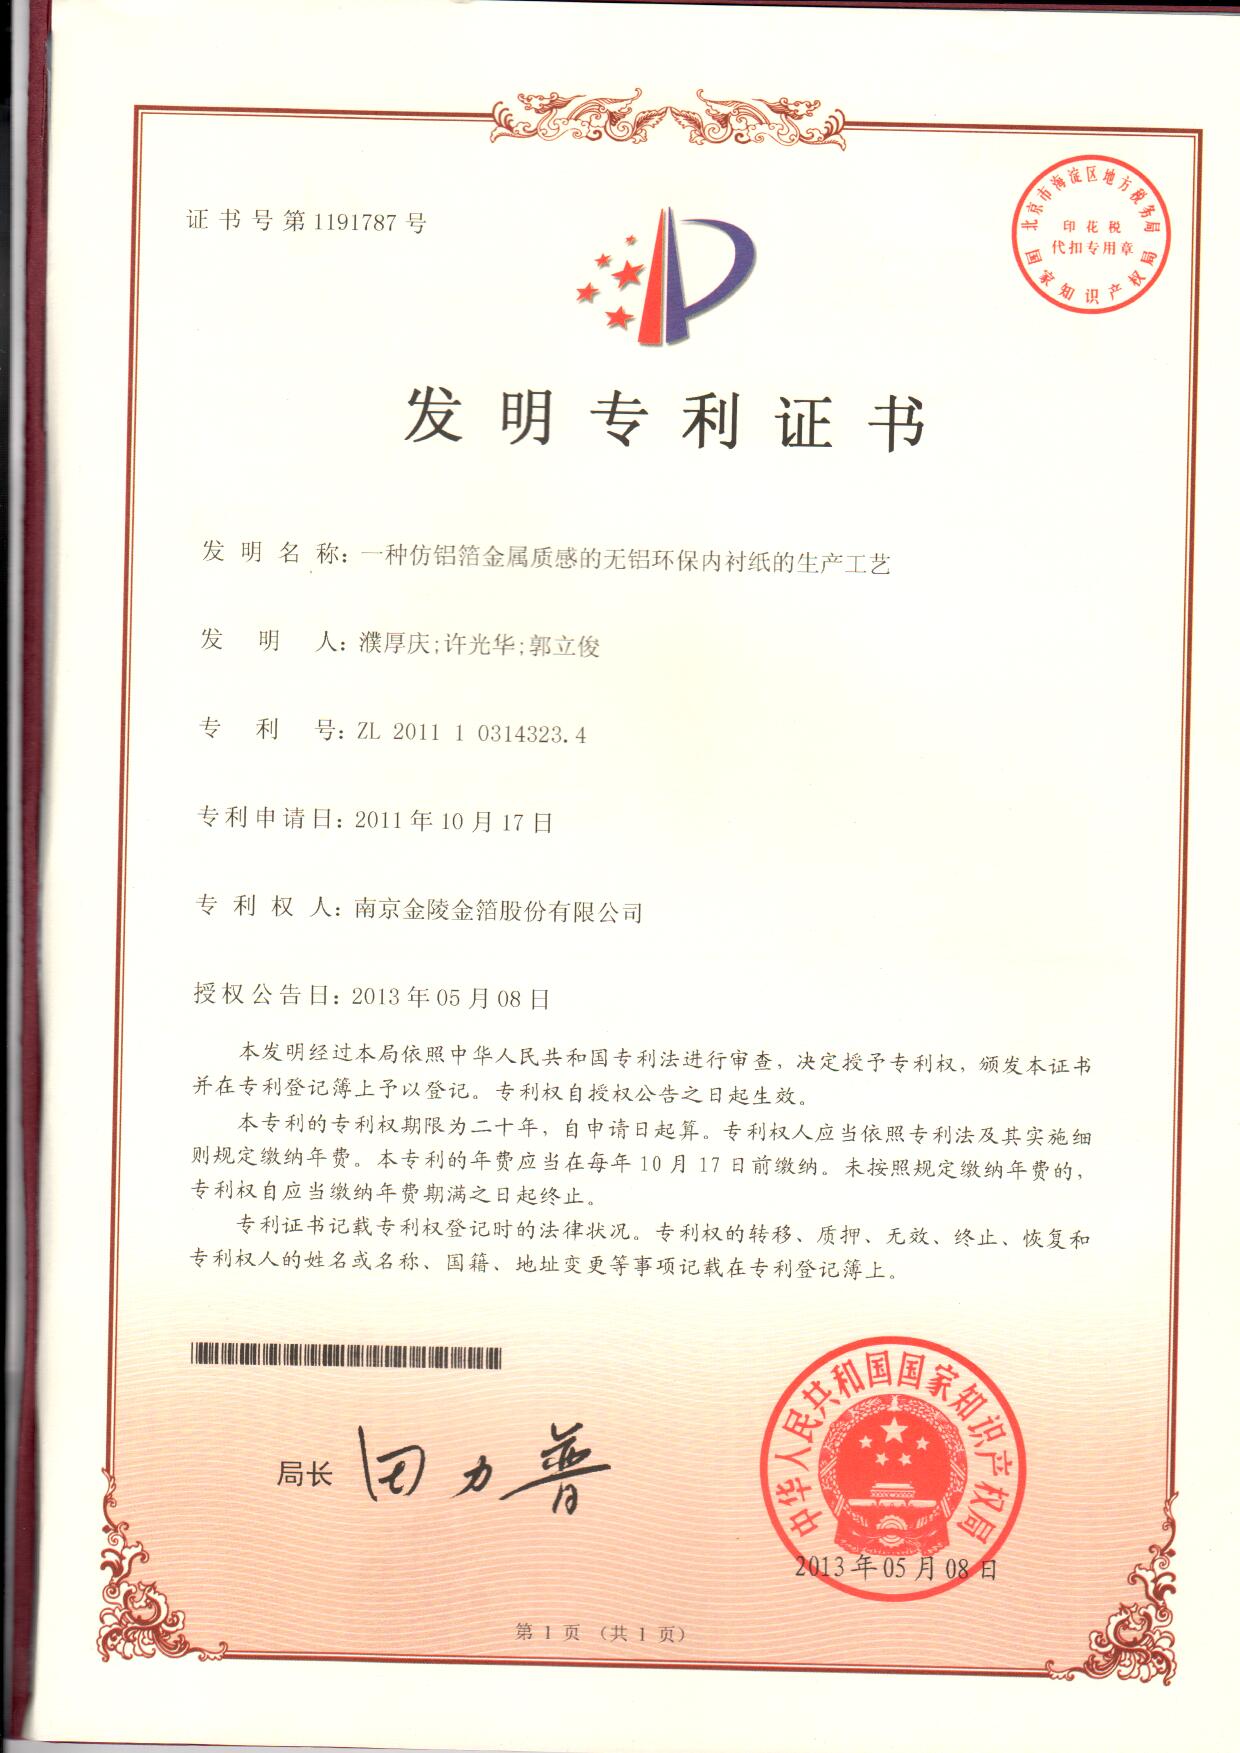 证书号第1191787号
北京市海淀区地方税务局
印花税
代扣专用章
国家知识产权局
发明专利证书
发明名称：一种仿铝箔金属质感的无铝环保内衬纸的生产工艺
发明人：濮厚庆;许光华;郭立俊
专利号：ZL 2011 1 0314323.4
专利申请日：2011年10月17日
专利权人：南京金陵金箔股份有限公司
授权公告日：2013年05月08日
本发明经过本局依照中华人民共和国专利法进行审查，决定授予专利权，颁发本证书
并在专利登记簿上予以登记。专利权自授权公告之日起生效。
本专利的专利权期限为二十年，自申请日起算。专利权人应当依照专利法及其实施细
则规定缴纳年费。本专利的年费应当在每年10月17日前缴纳。未按照规定缴纳年费的，
专利权自应当缴纳年费期满之日起终止。
专利证书记载专利权登记时的法律状况。专利权的转移、质押、无效、终止、恢复和
专利权人的姓名或名称、国籍、地址变更等事项记载在专利登记簿上。
局长 田力普
中华人民共和国国家知识产权局
2013年05月08日
第1页（共1页）